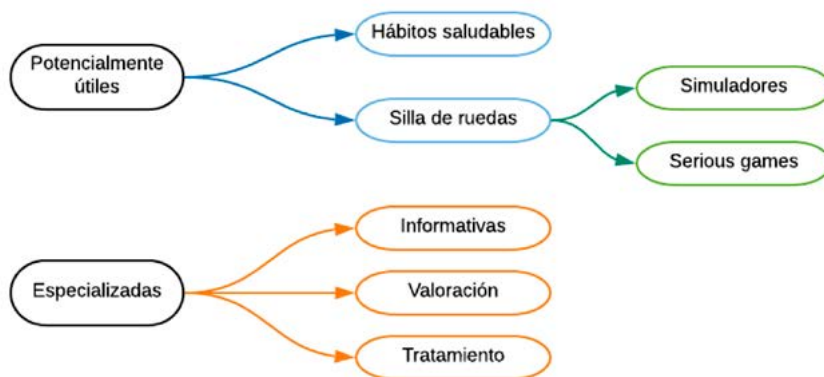 Potencialmente
útiles
Hábitos saludables
Silla de ruedas
Simuladores
Serious games
Especializadas
Informativas
Valoración
Tratamiento